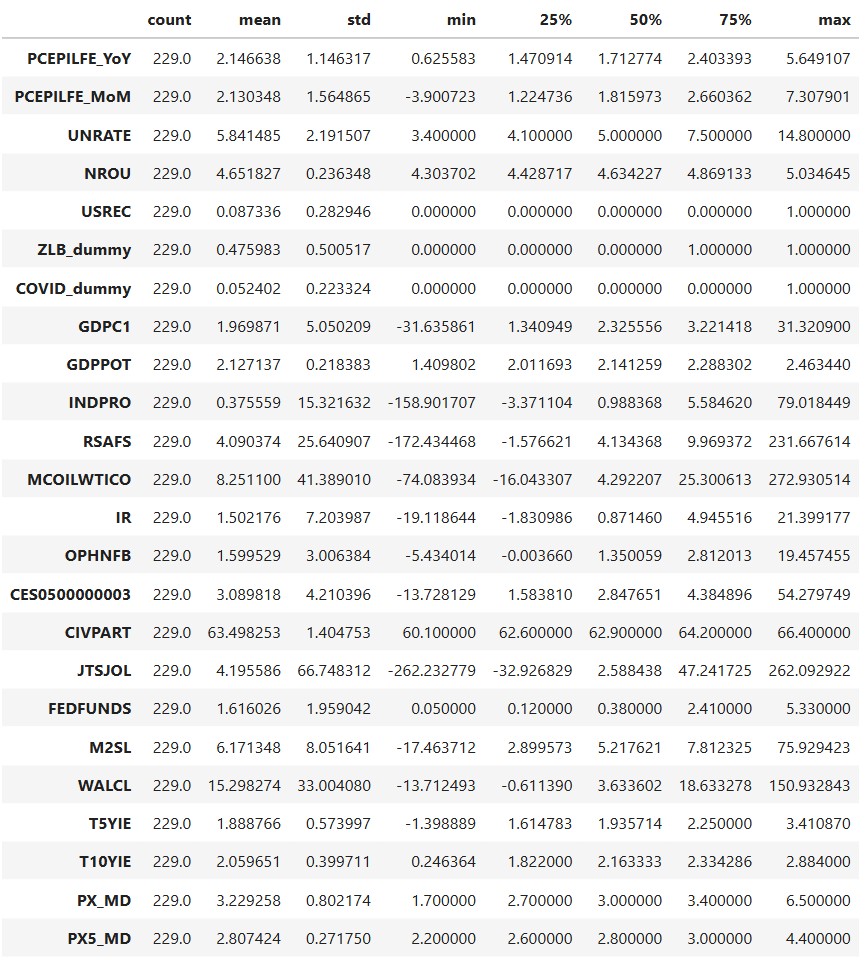 count mean std min 25% 50% 75% max
PCEPILFE_YoY 229.0 2.146638 1.146317 0.625583 1.470914 1.712774 2.403393 5.649107
PCEPILFE_MoM 229.0 2.130348 1.564865 -3.900723 1.224736 1.815973 2.660362 7.307901
UNRATE 229.0 5.841485 2.191507 3.400000 4.100000 5.000000 7.500000 14.800000
NROU 229.0 4.651827 0.236348 4.303702 4.428717 4.634227 4.869133 5.034645
USREC 229.0 0.087336 0.282946 0.000000 0.000000 0.000000 0.000000 1.000000
ZLB_dummy 229.0 0.475983 0.500517 0.000000 0.000000 0.000000 1.000000 1.000000
COVID_dummy 229.0 0.052402 0.223324 0.000000 0.000000 0.000000 0.000000 1.000000
GDPC1 229.0 1.969871 5.050209 -31.635861 1.340949 2.325556 3.221418 31.320900
GDPPOT 229.0 2.127137 0.218383 1.409802 2.011693 2.141259 2.288302 2.463440
INDPRO 229.0 0.375559 15.321632 -158.901707 -3.371104 0.988368 5.584620 79.018449
RSAFS 229.0 4.090374 25.640907 -172.434468 -1.576621 4.134368 9.969372 231.667614
MCOILWTICO 229.0 8.251100 41.389010 -74.083934 -16.043307 4.292207 25.300613 272.930514
IR 229.0 1.502176 7.203987 -19.118644 -1.830986 0.871460 4.945516 21.399177
OPHNFB 229.0 1.599529 3.006384 -5.434014 -0.003660 1.350059 2.812013 19.457455
CES0500000003 229.0 3.089818 4.210396 -13.728129 1.583810 2.847651 4.384896 54.279749
CIVPART 229.0 63.498253 1.404753 60.100000 62.600000 62.900000 64.200000 66.400000
JTSJOL 229.0 4.195586 66.748312 -262.232779 -32.926829 2.588438 47.241725 262.092922
FEDFUNDS 229.0 1.616026 1.959042 0.050000 0.120000 0.380000 2.410000 5.330000
M2SL 229.0 6.171348 8.051641 -17.463712 2.899573 5.217621 7.812325 75.929423
WALCL 229.0 15.298274 33.004080 -13.712493 -0.611390 3.633602 18.633278 150.932843
T5YIE 229.0 1.888766 0.573997 -1.398889 1.614783 1.935714 2.250000 3.410870
T10YIE 229.0 2.059651 0.399711 0.246364 1.822000 2.163333 2.334286 2.884000
PX_MD 229.0 3.229258 0.802174 1.700000 2.700000 3.000000 3.400000 6.500000
PX5_MD 229.0 2.807424 0.271750 2.200000 2.600000 2.800000 3.000000 4.400000